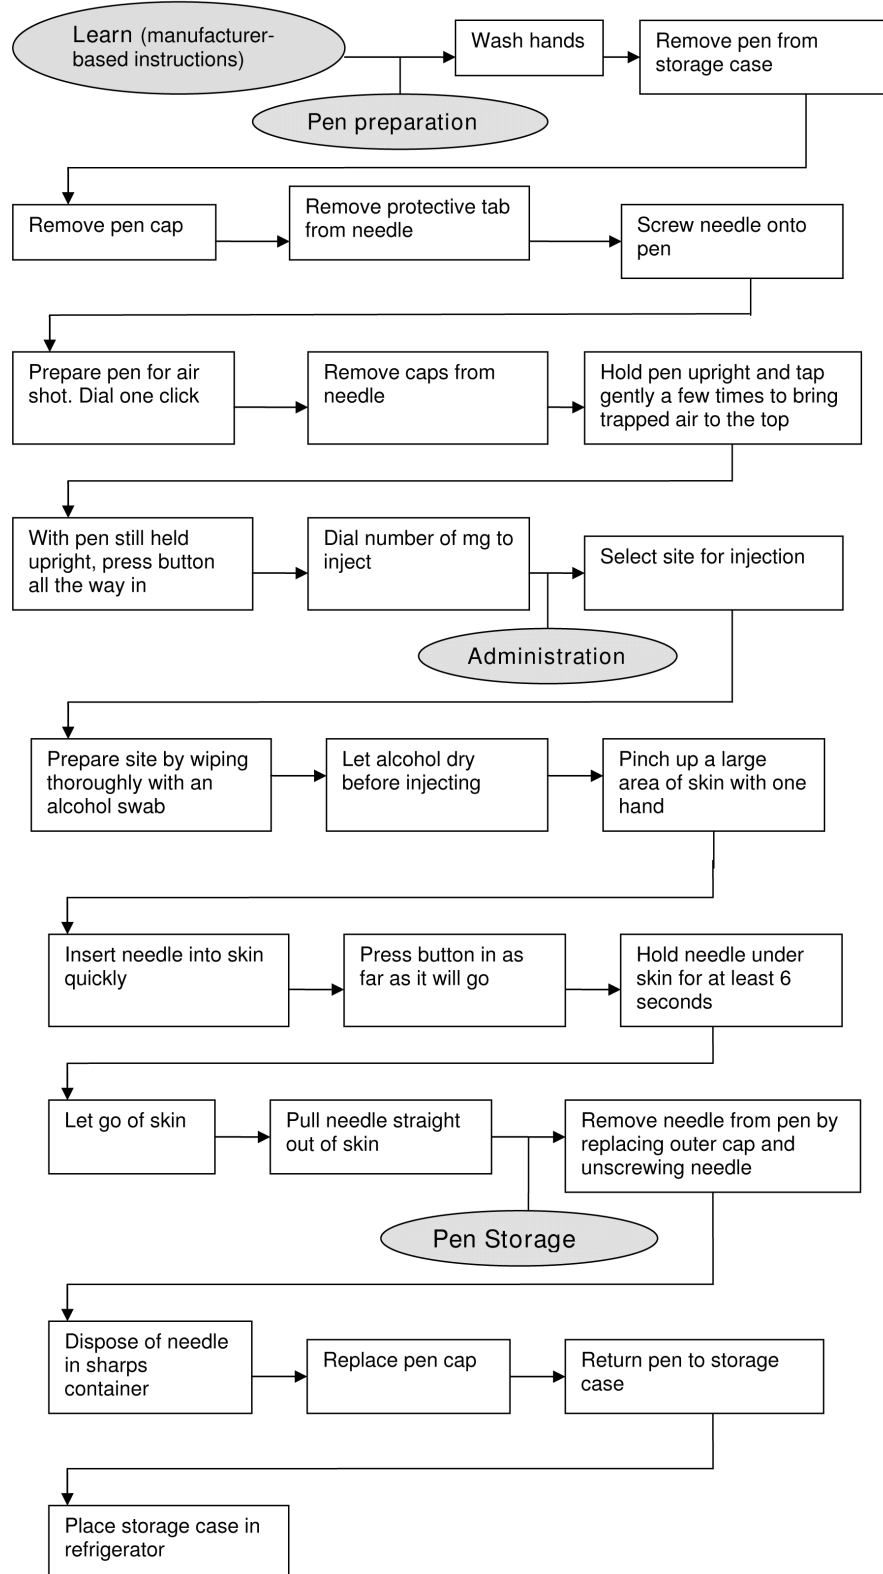 Learn (manufacturer-
based instructions)
Wash hands
Remove pen from
storage case
Pen preparation
Remove pen cap
Remove protective tab
from needle
Screw needle onto
pen
Prepare pen for air
shot. Dial one click
Remove caps from
needle
Hold pen upright and tap
gently a few times to bring
trapped air to the top
With pen still held
upright, press button
all the way in
Dial number of mg to
inject
Select site for injection
Administration
Prepare site by wiping
thoroughly with an
alcohol swab
Let alcohol dry
before injecting
Pinch up a large
area of skin with one
hand
Insert needle into skin
quickly
Press button in as
far as it will go
Hold needle under
skin for at least 6
seconds
Let go of skin
Pull needle straight
out of skin
Remove needle from pen by
replacing outer cap and
unscrewing needle
Pen Storage
Dispose of needle
in sharps
container
Replace pen cap
Return pen to storage
case
Place storage case in
refrigerator